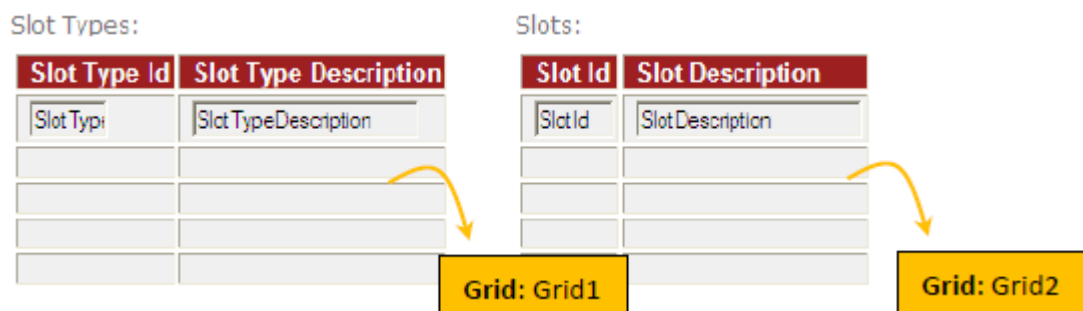 Slot Types:
Slots:
Slot Type Id Slot Type Description
Slot Id Slot Description
SlotType SlotTypeDescription
SlotId SlotDescription
Grid: Grid1
Grid: Grid2